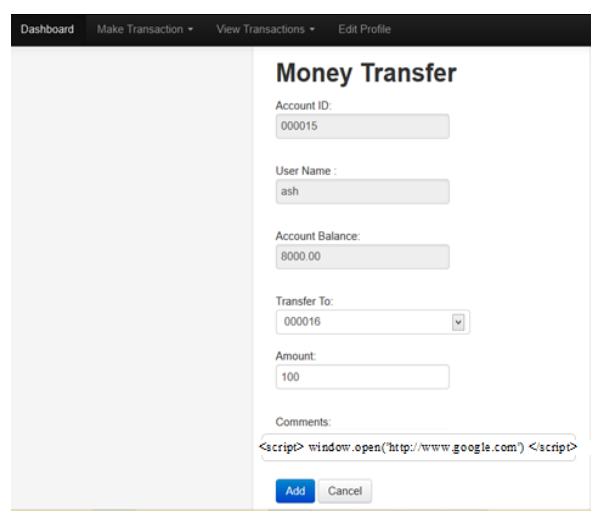 Dashboard Make Transaction View Transactions Edit Profile
Money Transfer
Account ID:
000015
User Name :
ash
Account Balance:
8000.00
Transfer To:
000016
Amount:
100
Comments:
<script> window.open('http://www.google.com') </script>
Add Cancel